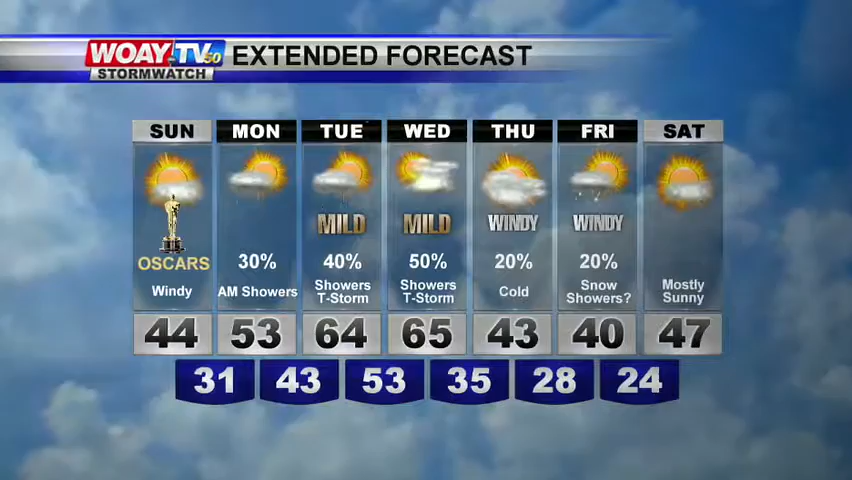 WOAY-TV 50
STORMWATCH
EXTENDED FORECAST
SUN MON TUE WED THU FRI SAT
MILD MILD WINDY WINDY
OSCARS 30% 40% 50% 20% 20%
Windy
AM Showers
Showers
T-Storm
Showers
T-Storm
Cold
Snow
Showers?
Mostly
Sunny
44 53 64 65 43 40 47
31 43 53 35 28 24